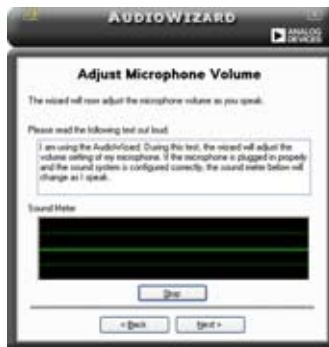 AUDIOWIZARD
ANALOG
DEVICES
Adjust Microphone Volume
The wizard will now adjust the microphone volume as you speak.
Please read the following text out loud.
I am using the AudioWizard. During this test, the wizard will adjust the
volume setting of my microphone. If the microphone is plugged in properly
and the sound system is configured correctly, the sound meter below will
change as I speak.
Sound Meter
Stop
< Back
Next >